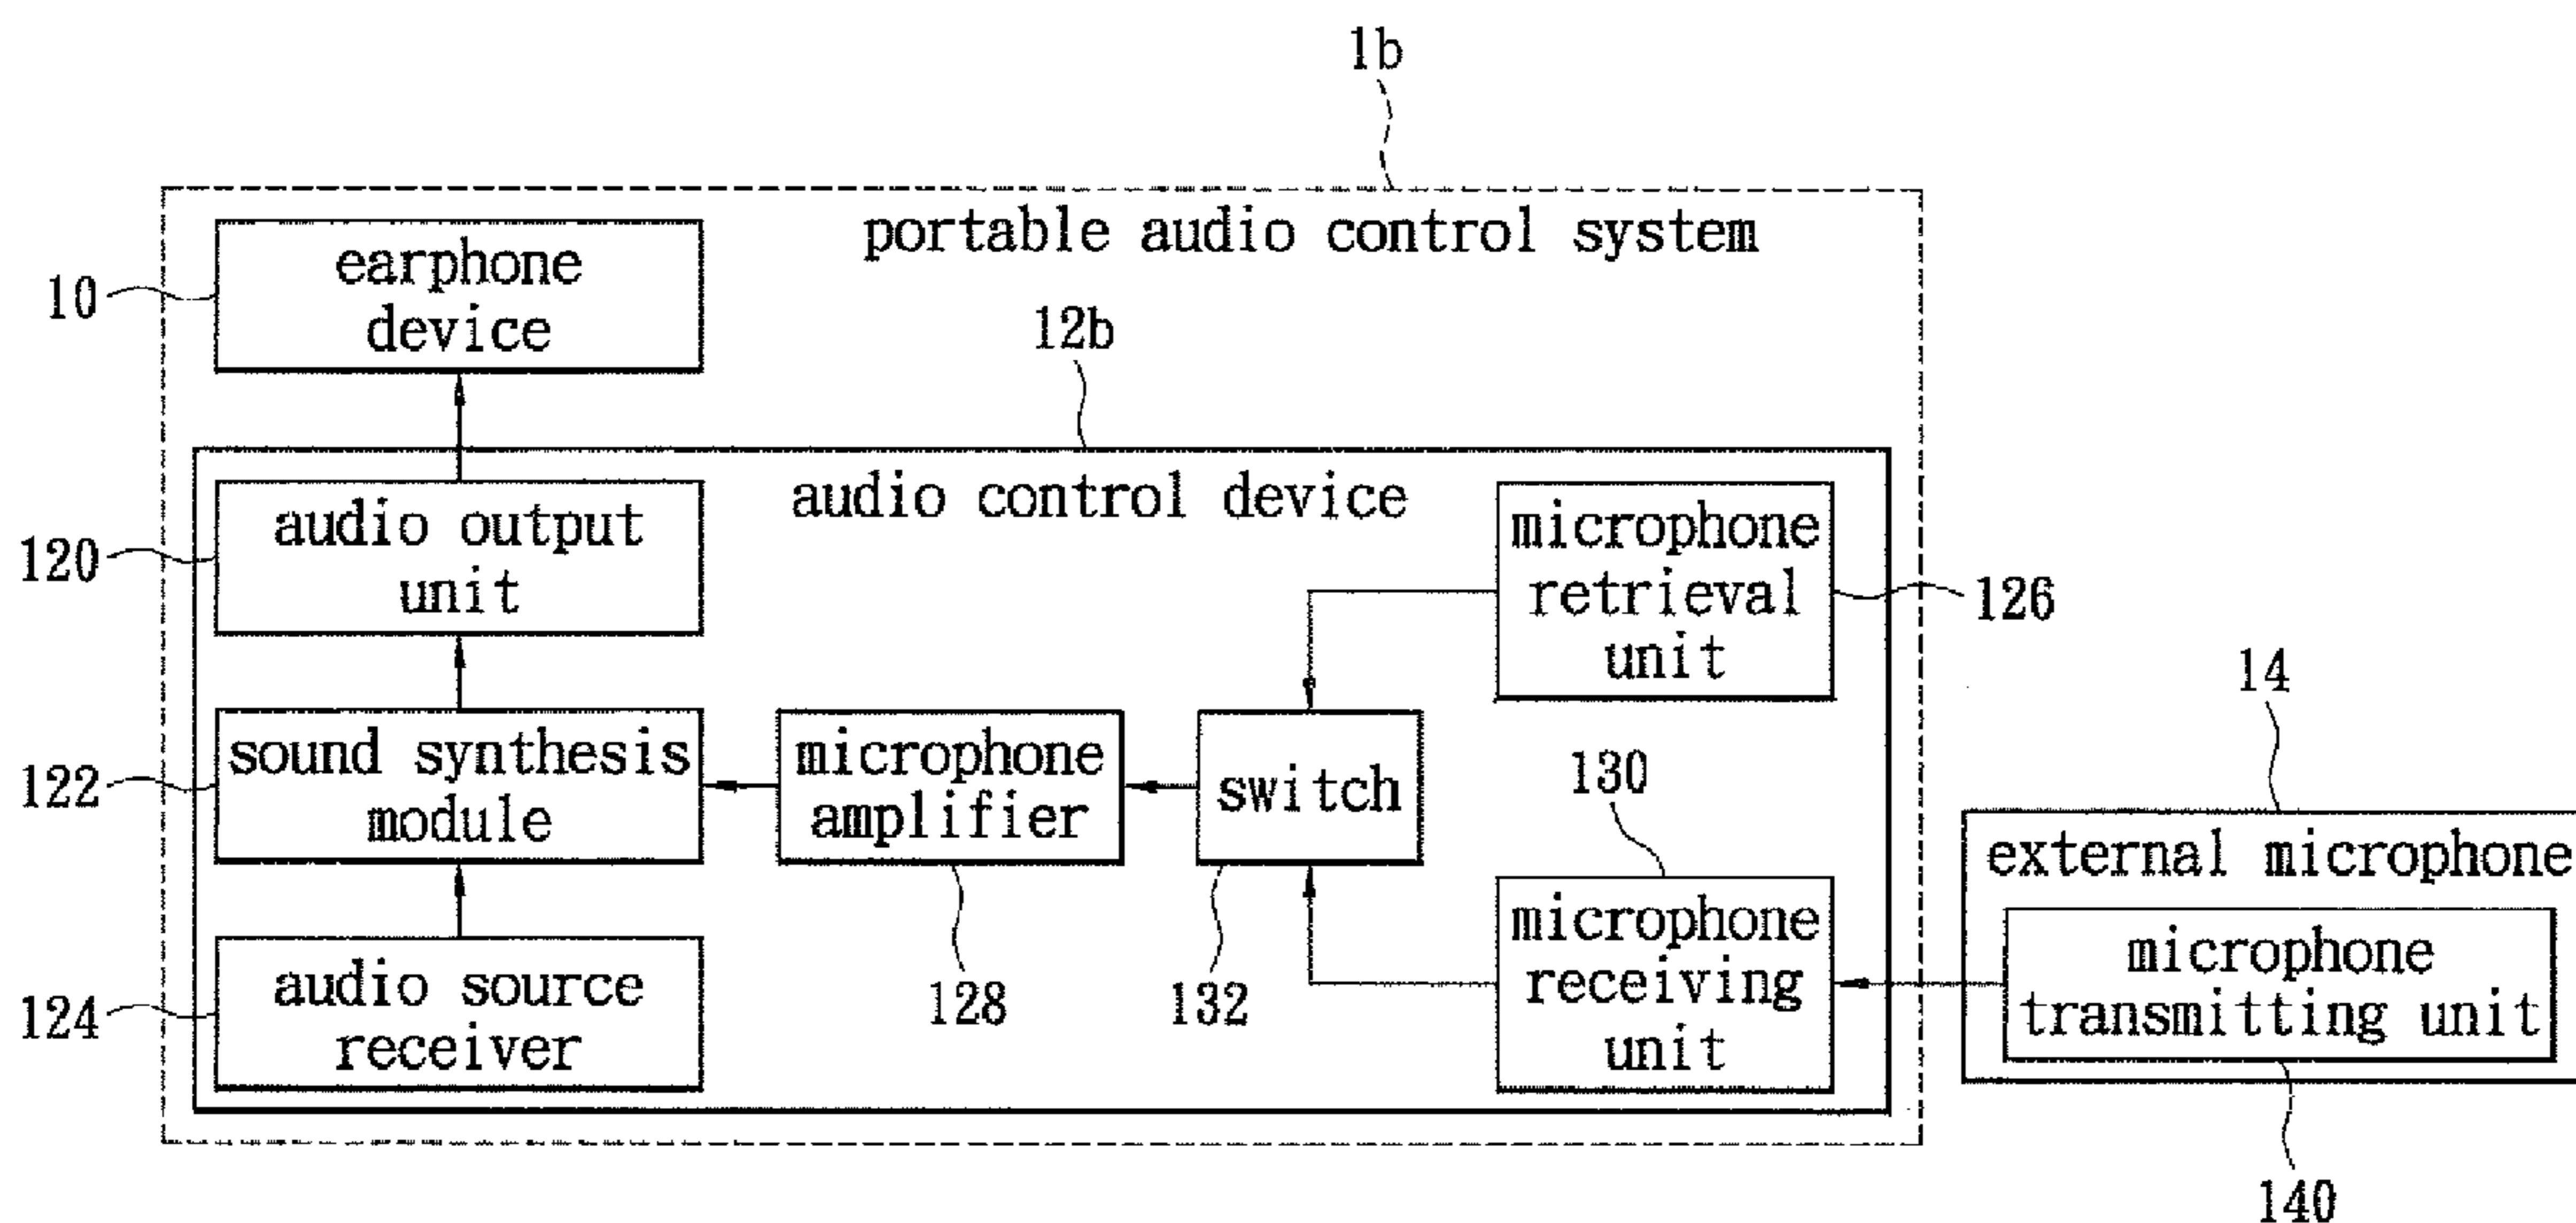 1b
portable audio control system
earphone
device
10
12b
audio control device
audio output
unit
120
microphone
retrieval
unit
126
sound synthesis
module
122
microphone
amplifier
128
switch
132
130
microphone
receiving
unit
audio source
receiver
124
14
external microphone
microphone
transmitting unit
140